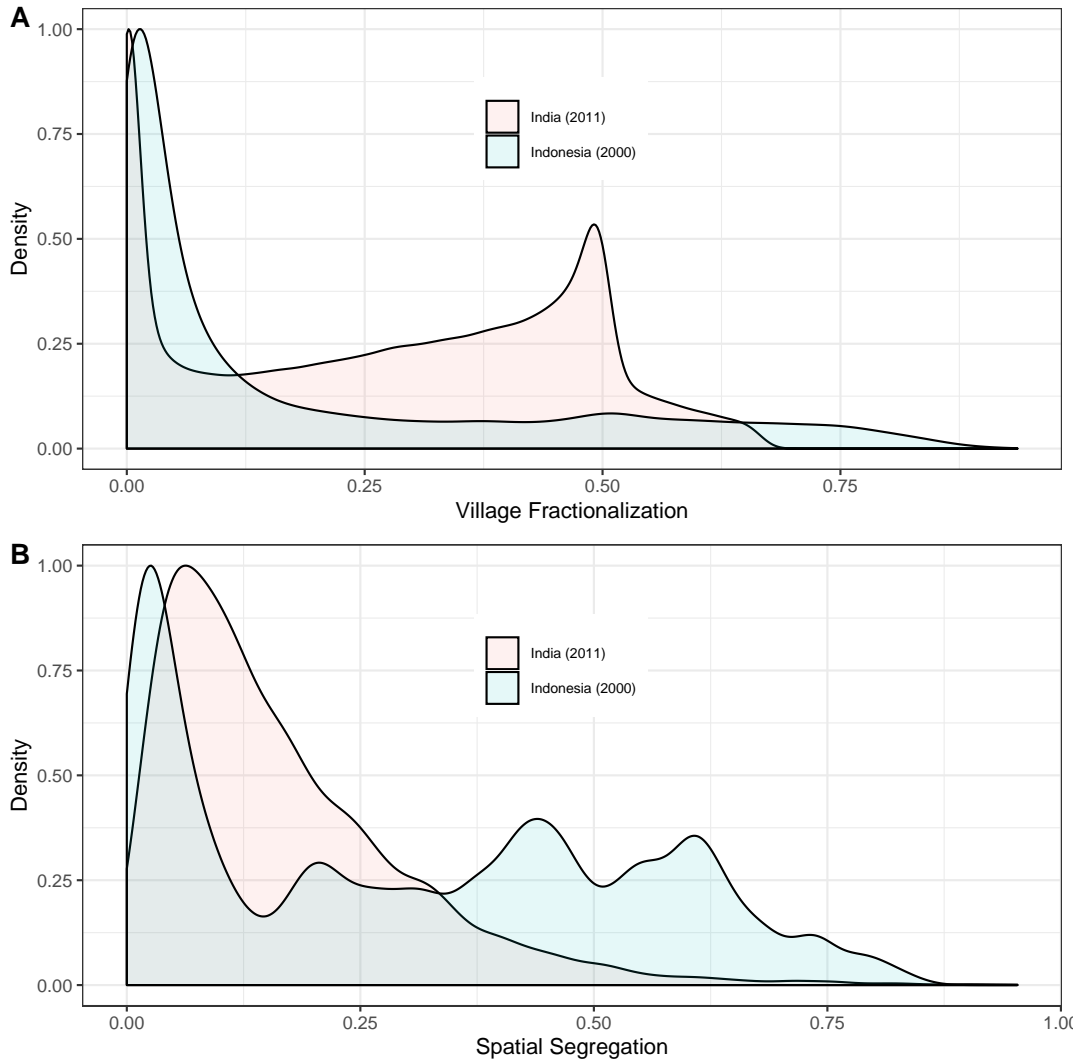 A
1.00
0.75
0.50
0.25
0.00
Density
India (2011)
Indonesia (2000)
0.00 0.25 0.50 0.75
Village Fractionalization
B
1.00
0.75
0.50
0.25
0.00
Density
India (2011)
Indonesia (2000)
0.00 0.25 0.50 0.75 1.00
Spatial Segregation